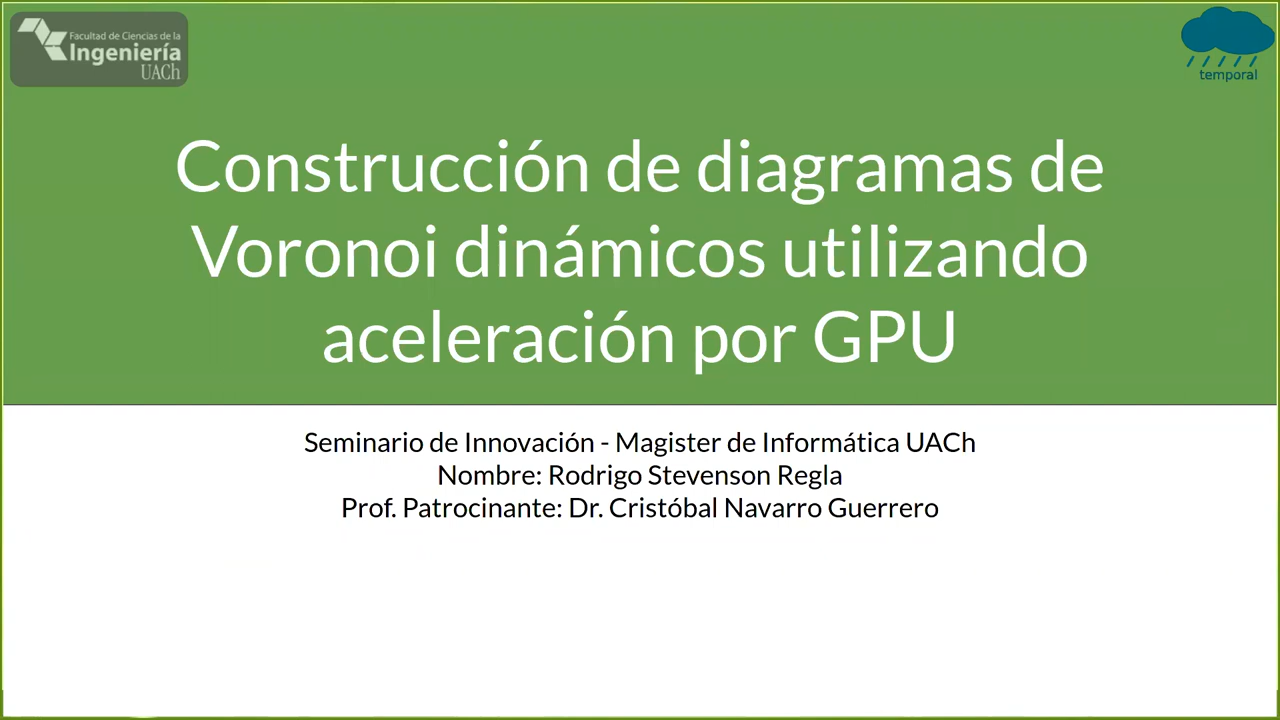 Facultad de Ciencias de la
Ingeniería
UACh
temporal
Construcción de diagramas de
Voronoi dinámicos utilizando
aceleración por GPU
Seminario de Innovación - Magister de Informática UACh
Nombre: Rodrigo Stevenson Regla
Prof. Patrocinante: Dr. Cristóbal Navarro Guerrero